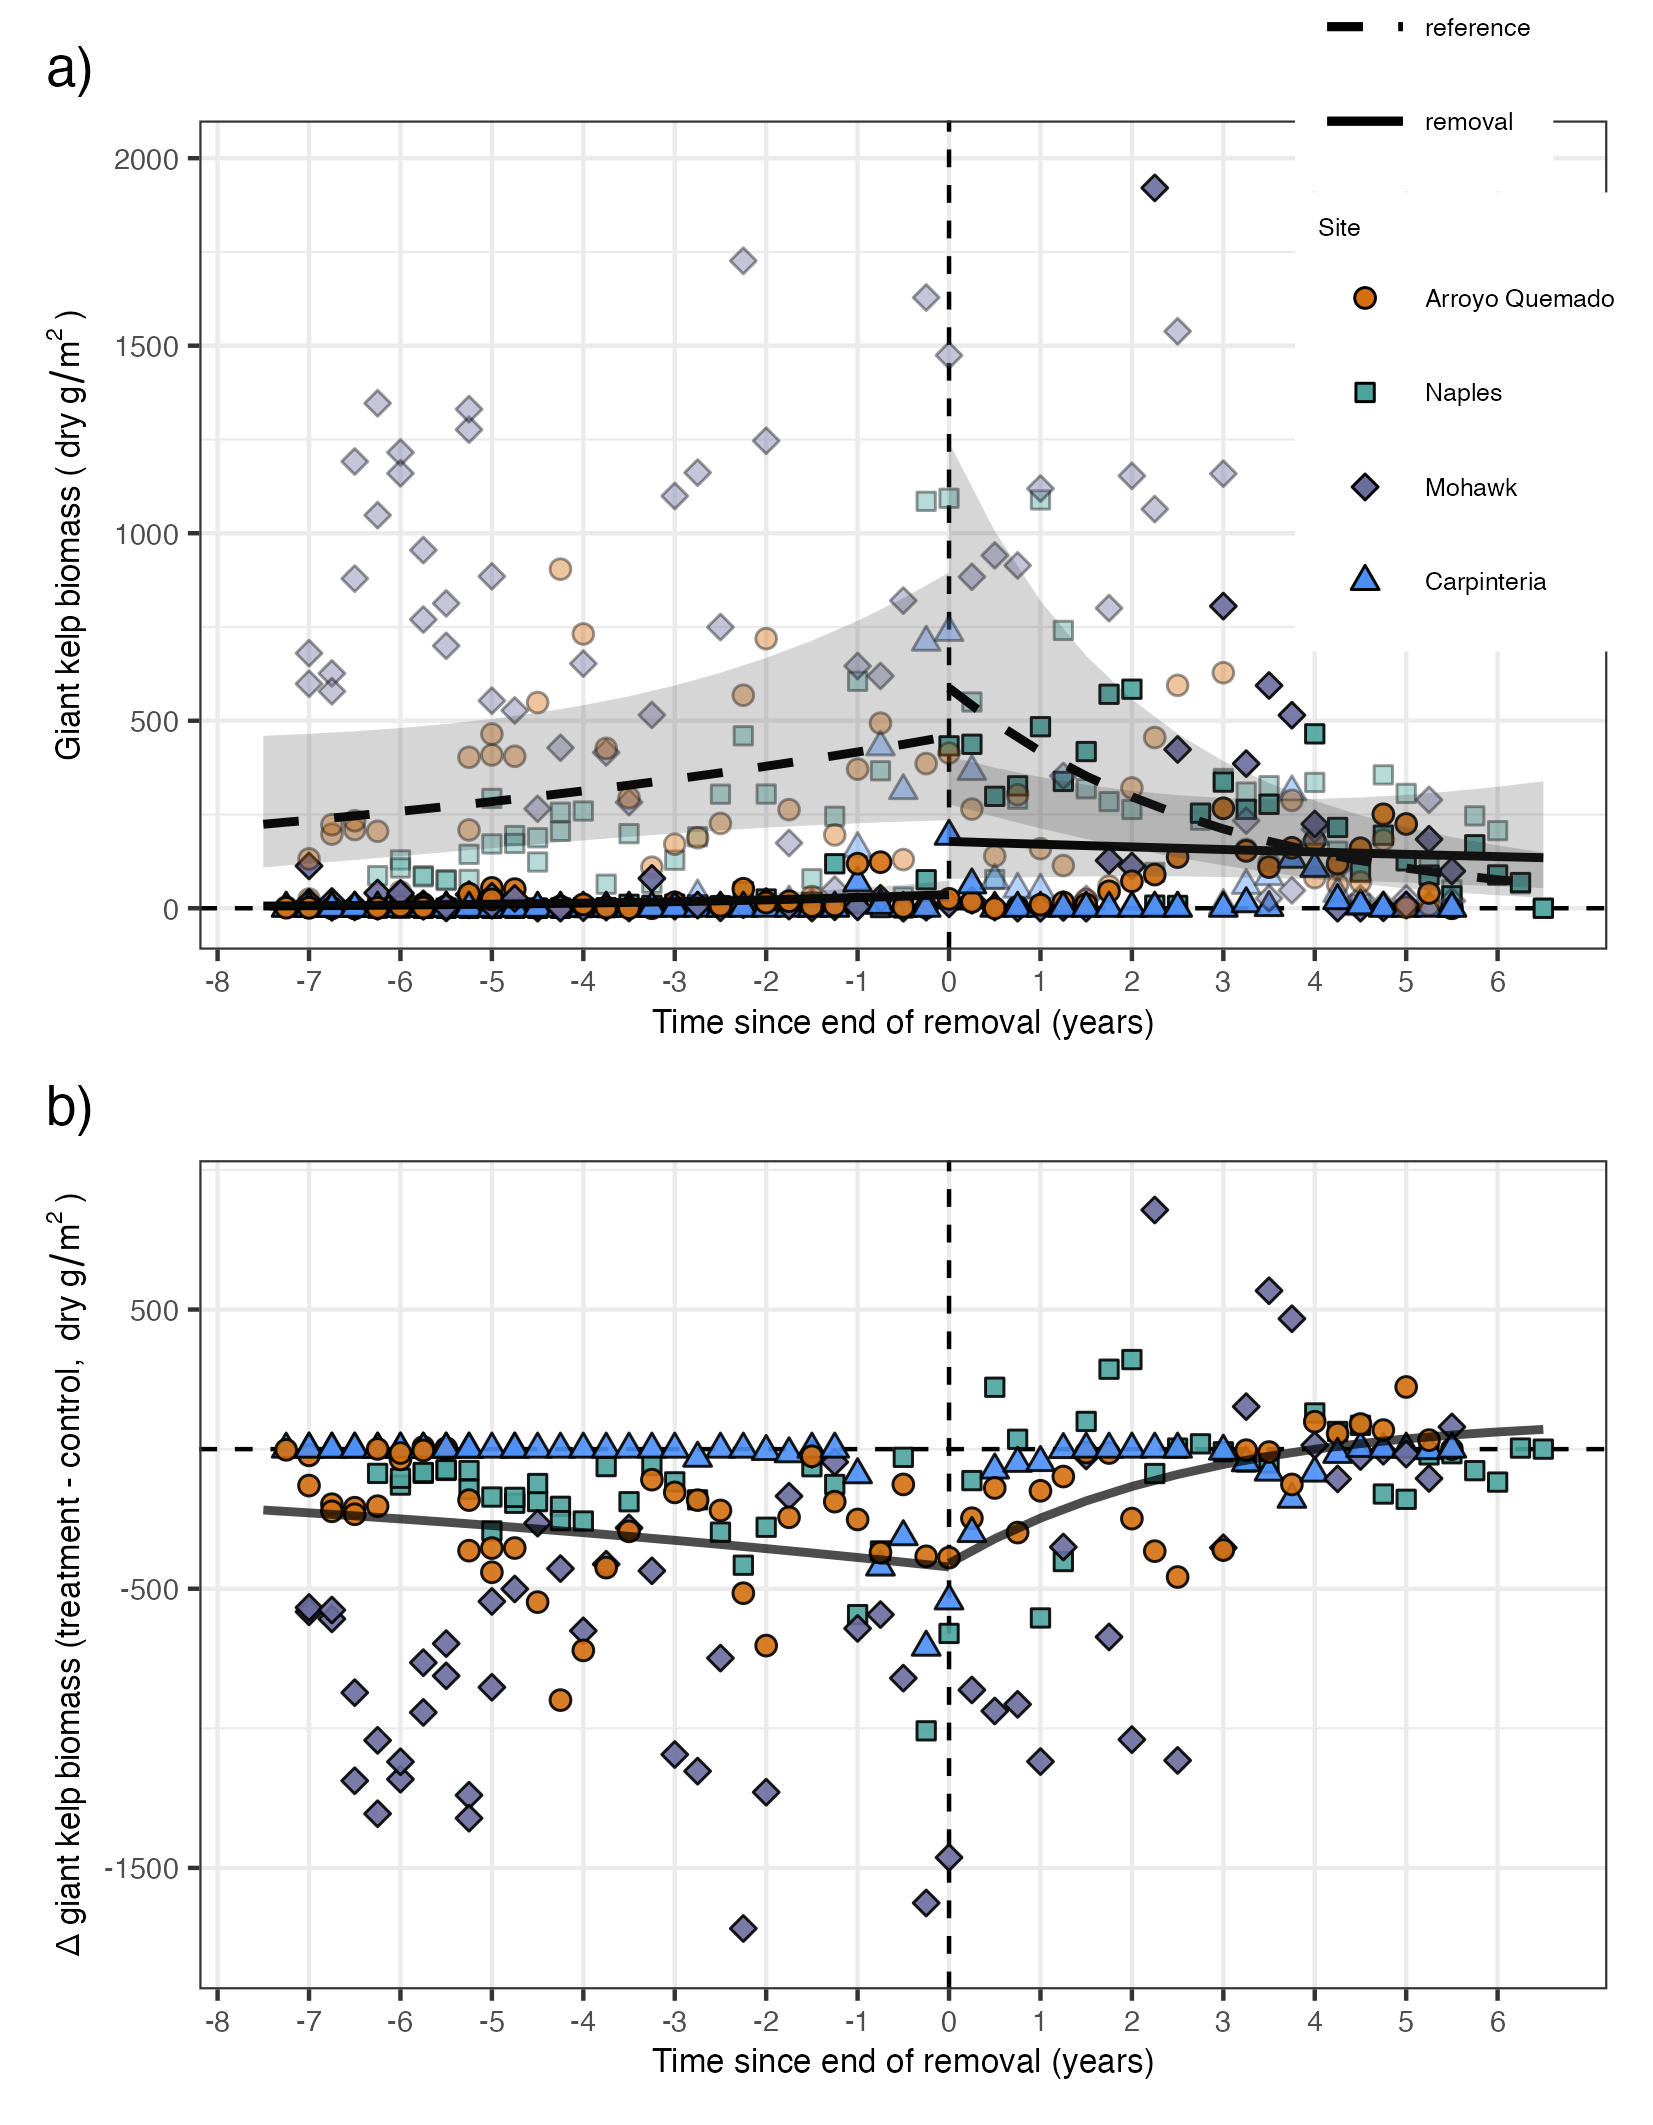 reference
a)
removal
2000
Site
Arroyo Quemado
1500
Naples
Mohawk
1000
Carpinteria
500
0
Giant kelp biomass ( dry g/m² )
-8 -7 -6 -5 -4 -3 -2 -1 0 1 2 3 4 5 6
Time since end of removal (years)
b)
500
-500
-1500
Δ giant kelp biomass (treatment - control, dry g/m² )
-8 -7 -6 -5 -4 -3 -2 -1 0 1 2 3 4 5 6
Time since end of removal (years)